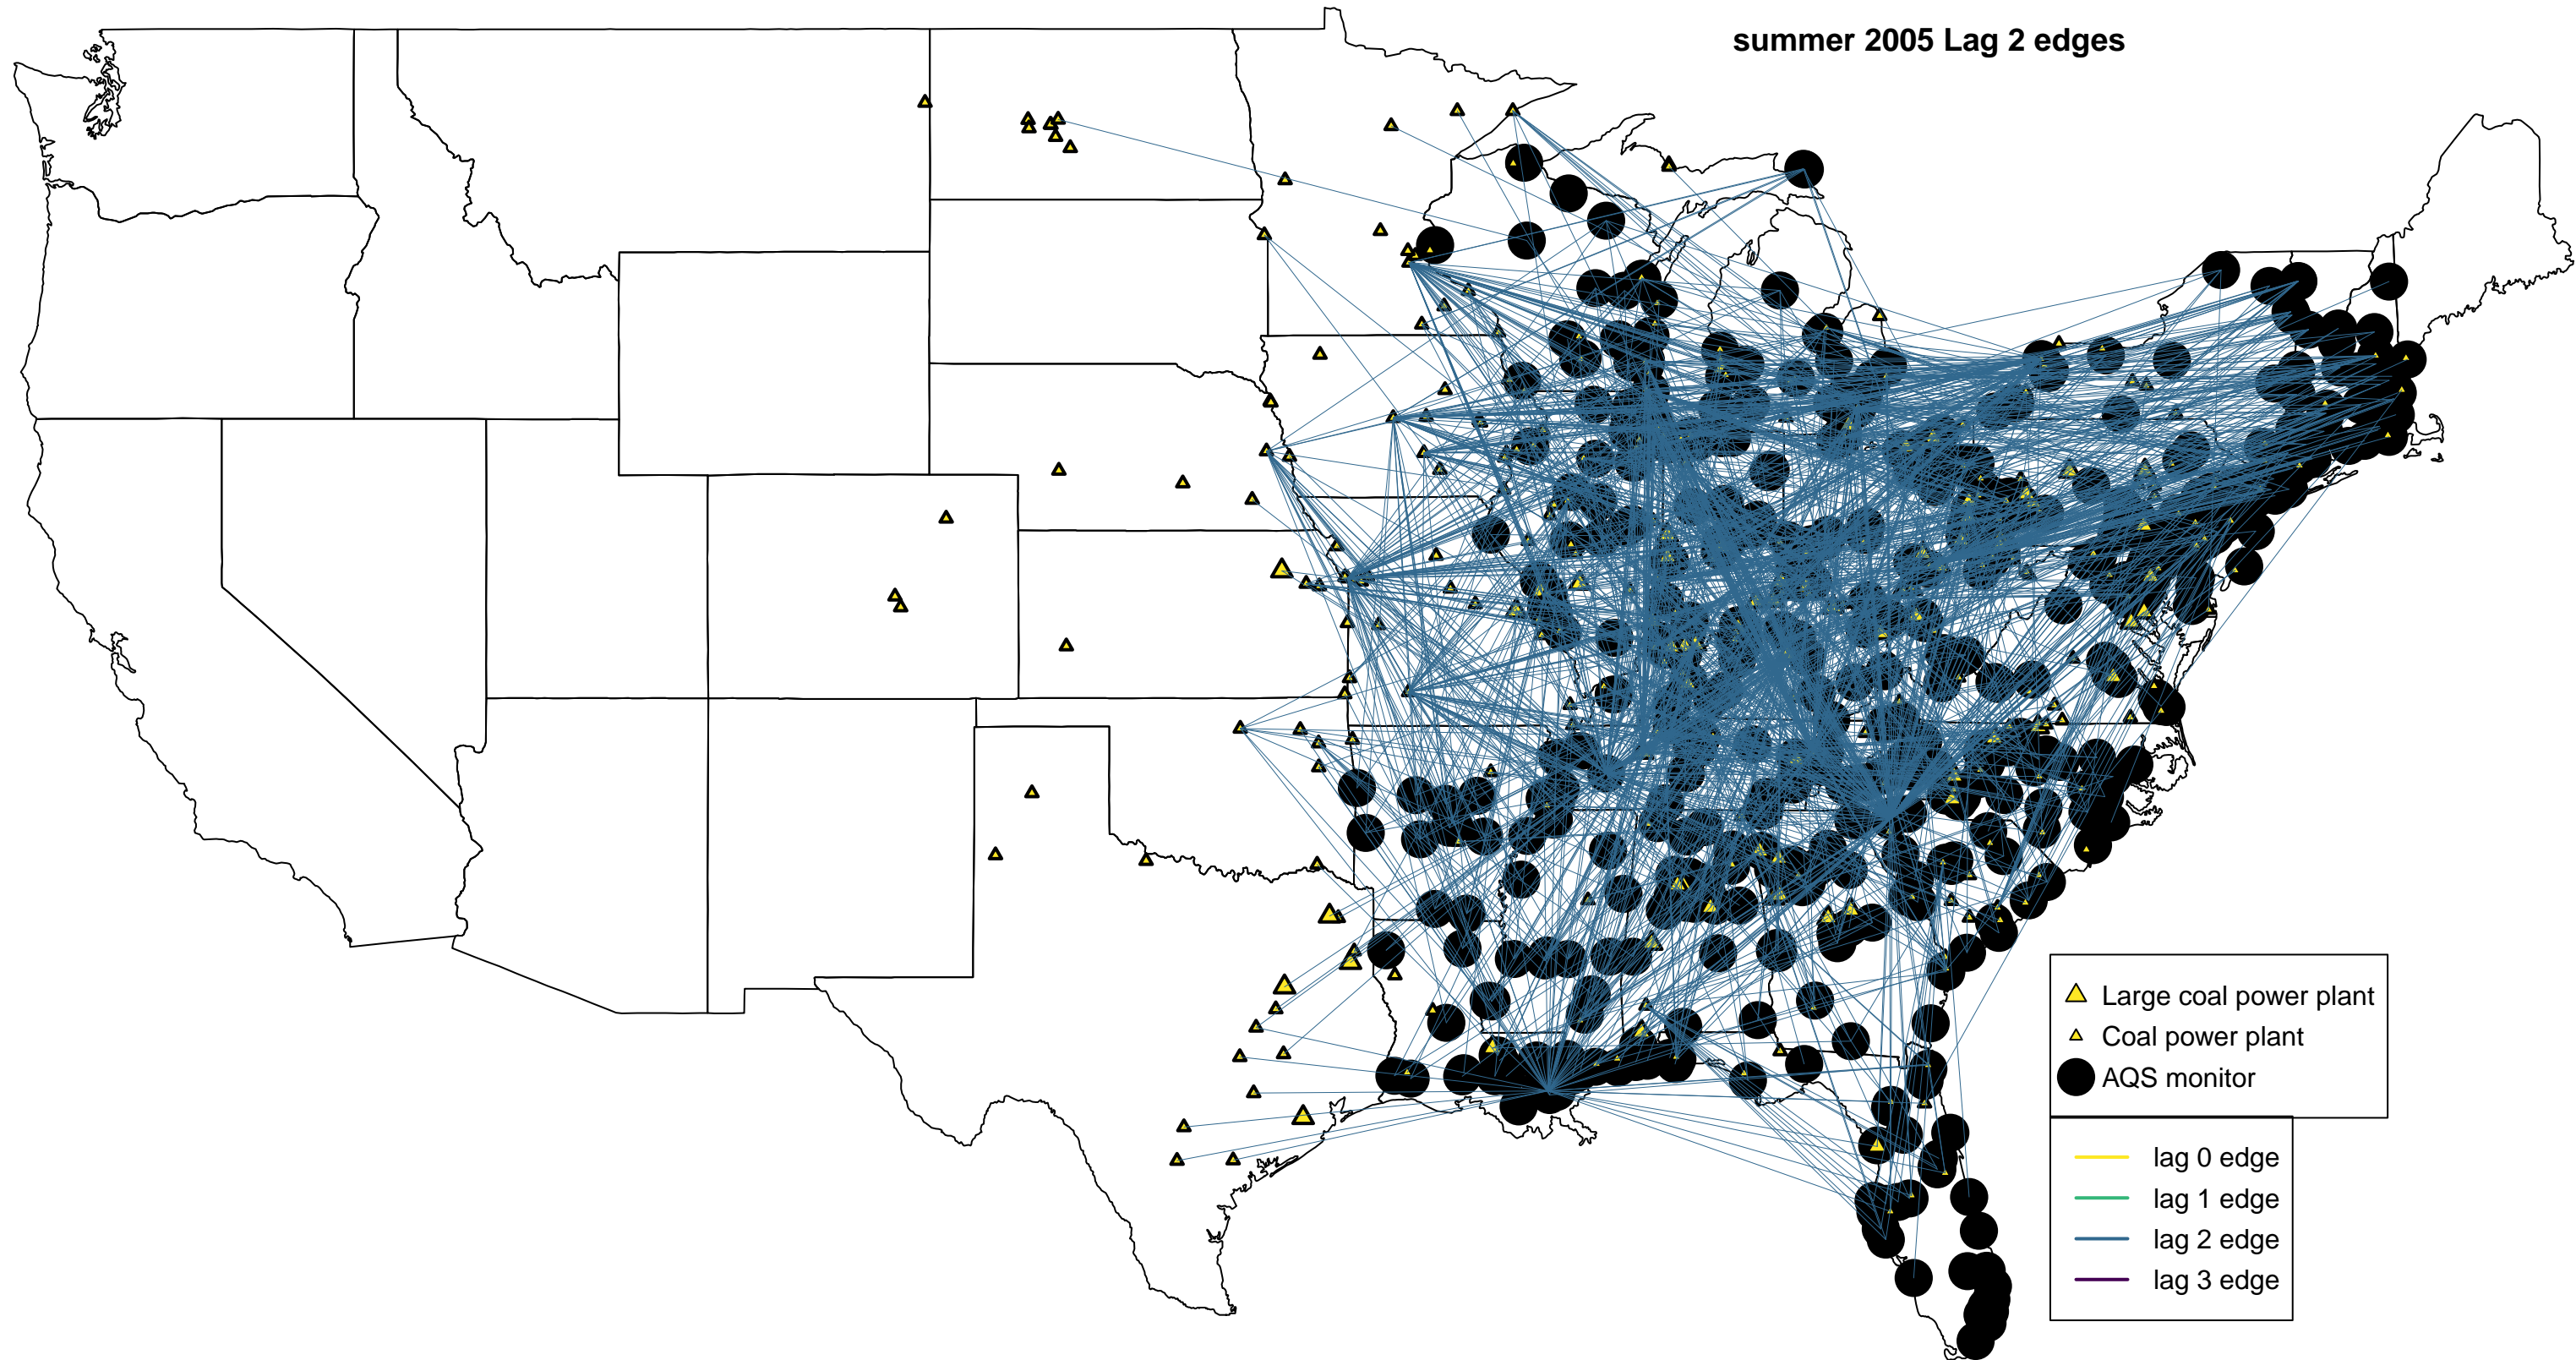 summer 2005 Lag 2 edges
Large coal power plant
Coal power plant
AQS monitor
lag 0 edge
lag 1 edge
lag 2 edge
lag 3 edge